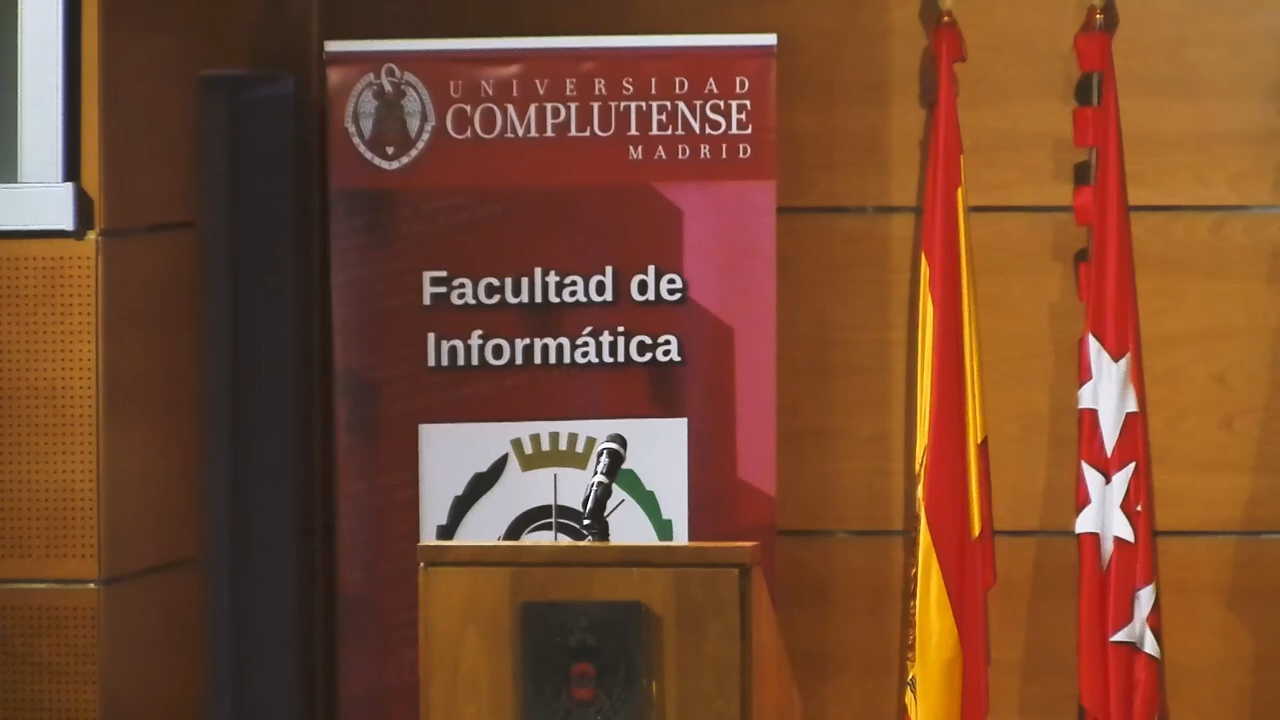 UNIVERSIDAD
COMPLUTENSE
MADRID
Facultad de
Informática